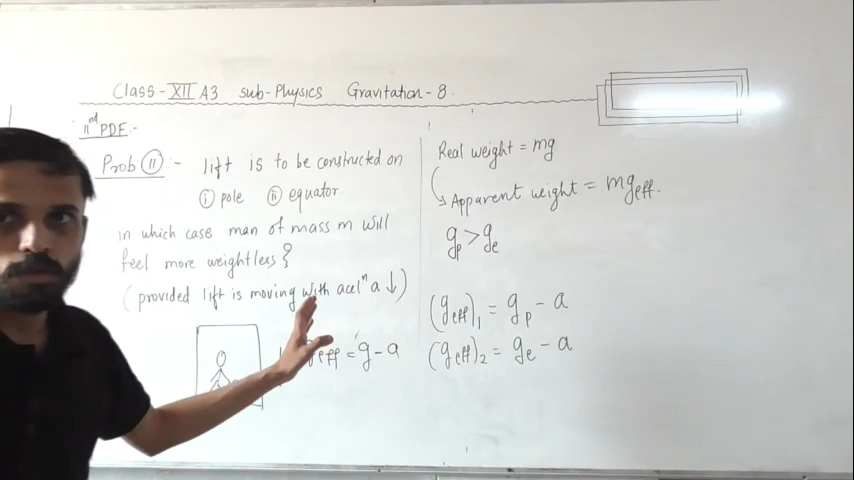 Class-XII A3 sub-Physics Gravitation-8.
IInd PDF:-
Prob 11 :- lift is to be constructed on
i pole ii equator.
in which case man of mass m will
feel more weightless?
(provided lift is moving with accln a ↓)
geff = g - a
Real weight = mg
↳ Apparent weight = mgeff.
gp > ge
(geff)1 = gp - a
(geff)2 = ge - a